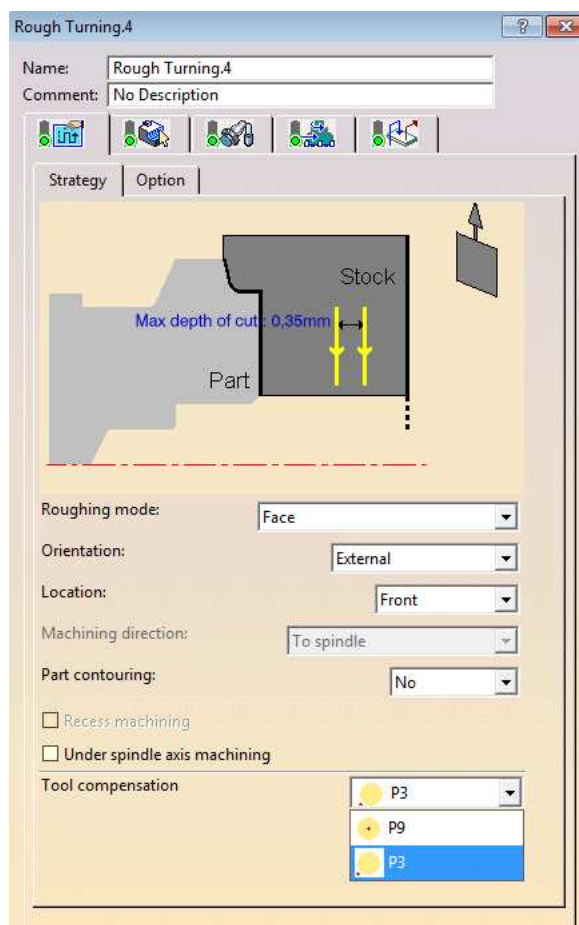 Rough Turning.4
Name: Rough Turning.4
Comment: No Description
Strategy Option
Stock
Max depth of cut : 0,35mm
Part
Roughing mode: Face
Orientation: External
Location: Front
Machining direction: To spindle
Part contouring: No
Recess machining
Under spindle axis machining
Tool compensation P3
P9
P3